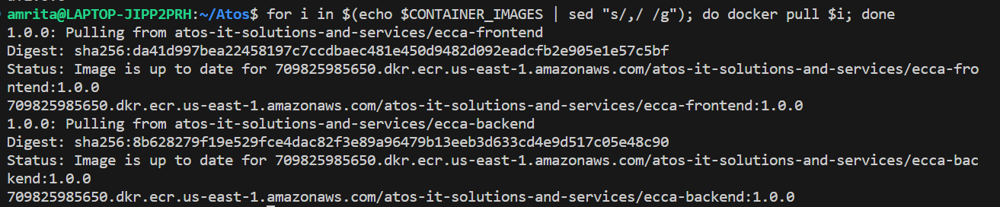 amrita@LAPTOP-JIPP2PRH:~/Atos$ for i in $(echo $CONTAINER_IMAGES | sed "s/,/ /g"); do docker pull $i; done
1.0.0: Pulling from atos-it-solutions-and-services/ecca-frontend
Digest: sha256:da41d997bea22458197c7ccdbaec481e450d9482d092eadcfb2e905e1e57c5bf
Status: Image is up to date for 709825985650.dkr.ecr.us-east-1.amazonaws.com/atos-it-solutions-and-services/ecca-fro
ntend:1.0.0
709825985650.dkr.ecr.us-east-1.amazonaws.com/atos-it-solutions-and-services/ecca-frontend:1.0.0
1.0.0: Pulling from atos-it-solutions-and-services/ecca-backend
Digest: sha256:8b628279f19e529fce4dac82f3e89a96479b13eeb3d633cd4e9d517c05e48c90
Status: Image is up to date for 709825985650.dkr.ecr.us-east-1.amazonaws.com/atos-it-solutions-and-services/ecca-bac
kend:1.0.0
709825985650.dkr.ecr.us-east-1.amazonaws.com/atos-it-solutions-and-services/ecca-backend:1.0.0